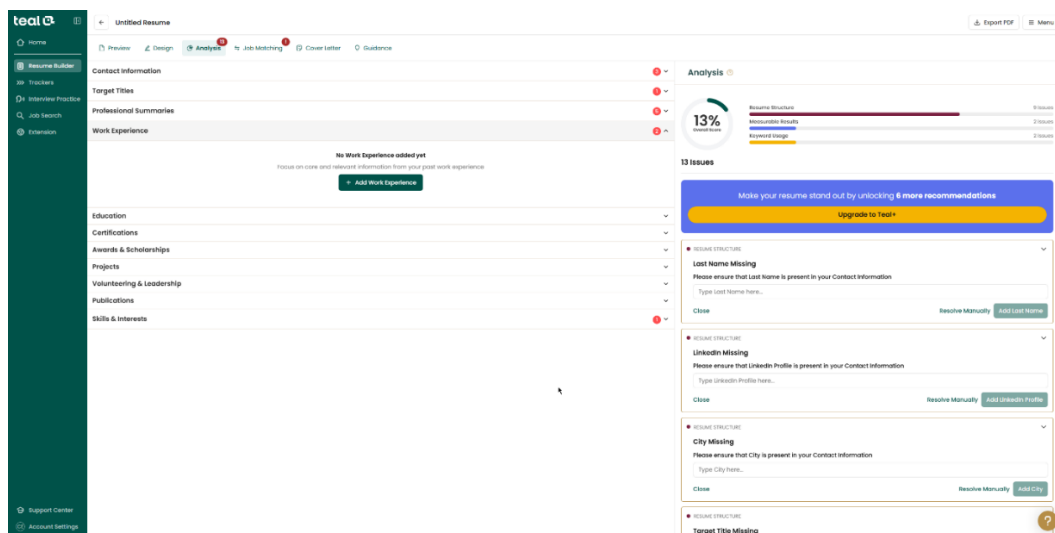 teal
Untitled Resume
Export PDF
Menu
Home
Resume Builder
Trackers
Interview Practice
Job Search
Extension
Support Center
Account Settings
Preview
Design
Analysis
13
Job Matching
1
Cover Letter
Guidance
Contact Information
Target Titles
1
Professional Summaries
Work Experience
2
No Work Experience added yet
Focus on core and relevant information from your past work experience
+ Add Work Experience
Education
Certifications
Awards & Scholarships
Projects
Volunteering & Leadership
Publications
Skills & Interests
1
Analysis
13%
Overall Score
Resume Structure
Issues
Measurable Results
2 Issues
Keyword Usage
2 Issues
13 Issues
Make your resume stand out by unlocking 6 more recommendations
Upgrade to Teal+
RESUME STRUCTURE
Last Name Missing
Please ensure that Last Name is present in your Contact Information
Type Last Name here...
Close
Resolve Manually
Add Last Name
RESUME STRUCTURE
LinkedIn Missing
Please ensure that LinkedIn Profile is present in your Contact Information
Type LinkedIn Profile here...
Close
Resolve Manually
Add LinkedIn Profile
RESUME STRUCTURE
City Missing
Please ensure that City is present in your Contact Information
Type City here...
Close
Resolve Manually
Add City
RESUME STRUCTURE
Target Title Missing
?